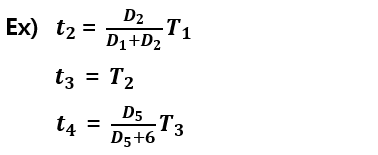 Ex) t₂ = D₂/(D₁+D₂) T₁
t₃ = T₂
t₄ = D₅/(D₅+6) T₃